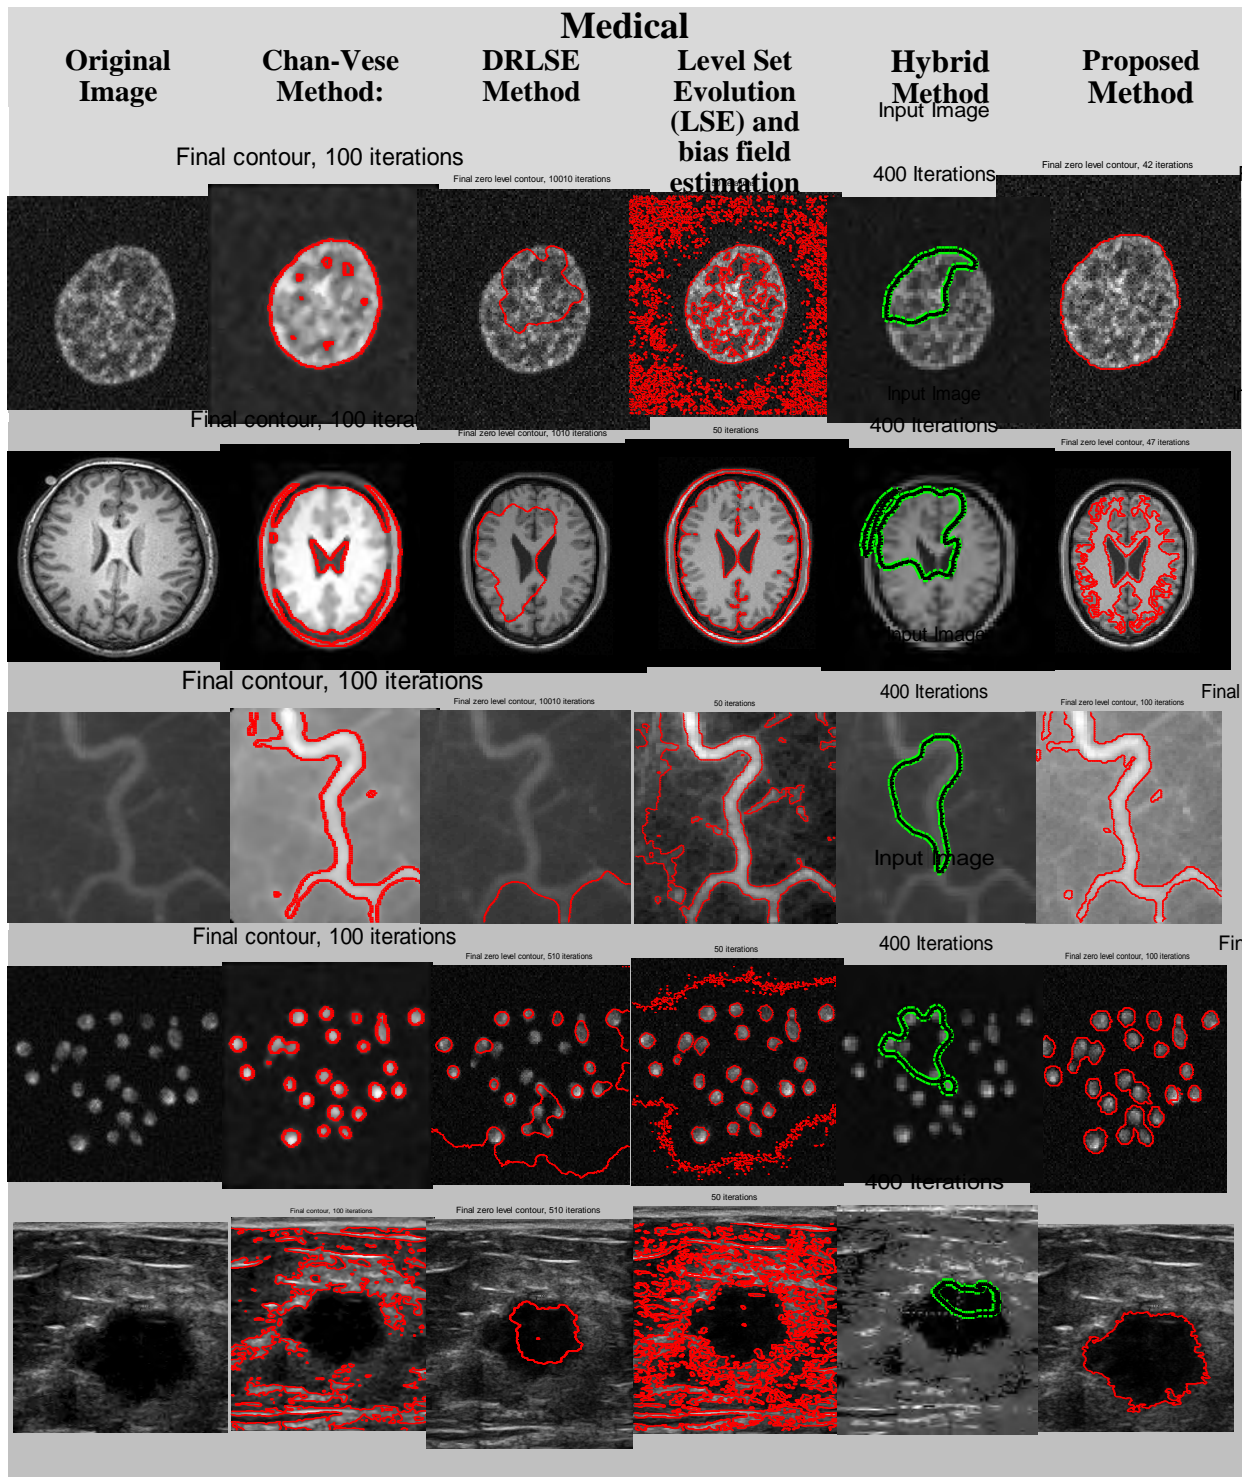 Medical
Original
Image
Chan-Vese
Method:
DRLSE
Method
Level Set
Evolution
(LSE) and
bias field
estimation
Hybrid
Method
Proposed
Method
Input Image
Final contour, 100 iterations
Final zero level contour, 10010 iterations
400 Iterations
Final zero level contour, 42 iterations
F
Input Image
In
Final contour, 100 iterat
Final zero level contour, 1010 iterations
50 iterations
400 Iterations
Final zero level contour, 47 iterations
Input Image
Final contour, 100 iterations
Final zero level contour, 10010 iterations
50 iterations
400 Iterations
Final zero level contour, 100 iterations
Final
Input Image
Final contour, 100 iterations
Final zero level contour, 510 iterations
50 iterations
400 Iterations
Final zero level contour, 100 iterations
Fin
Final contour, 100 iterations
Final zero level contour, 510 iterations
50 iterations
400 Iterations